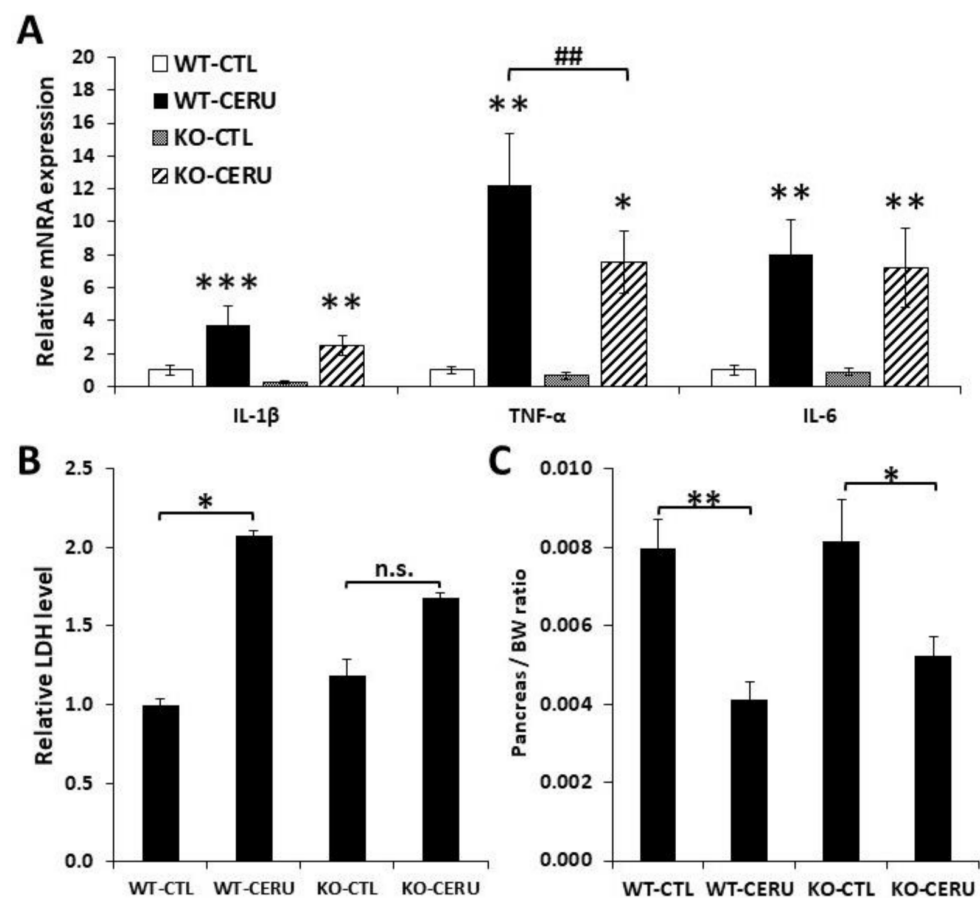 A
Relative mNRA expression
20
18
16
14
12
10
8
6
4
2
0
WT-CTL
WT-CERU
KO-CTL
KO-CERU
***
**
**
##
*
**
**
IL-1β
TNF-α
IL-6
B
Relative LDH level
2.5
2.0
1.5
1.0
0.5
0.0
*
n.s.
WT-CTL WT-CERU KO-CTL KO-CERU
C
Pancreas / BW ratio
0.010
0.008
0.006
0.004
0.002
0.000
**
*
WT-CTL WT-CERU KO-CTL KO-CERU